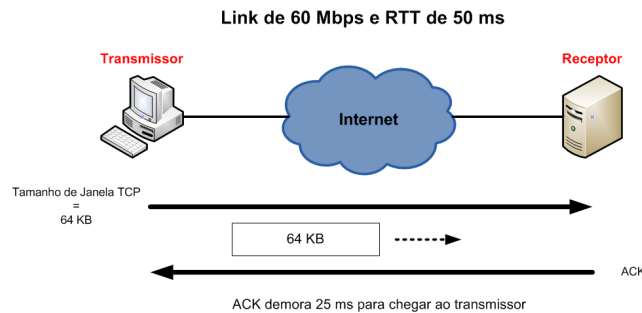 Link de 60 Mbps e RTT de 50 ms
Transmissor
Receptor
Internet
Tamanho de Janela TCP
=
64 KB
64 KB
ACK
ACK demora 25 ms para chegar ao transmissor